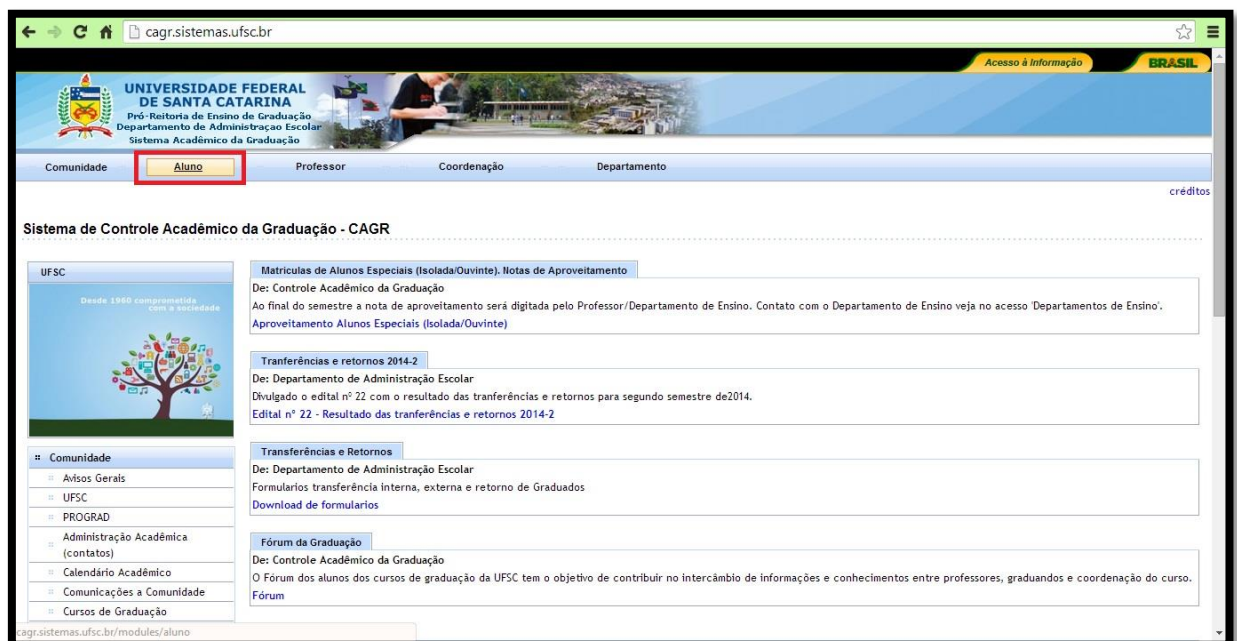 cagr.sistemas.ufsc.br
Acesso à Informação
BRASIL
UNIVERSIDADE FEDERAL
DE SANTA CATARINA
Pró-Reitoria de Ensino de Graduação
Departamento de Administraçao Escolar
Sistema Acadêmico da Graduação
Comunidade Aluno Professor Coordenação Departamento
créditos
Sistema de Controle Acadêmico da Graduação - CAGR
UFSC
Desde 1960 comprometida
com a sociedade
Matriculas de Alunos Especiais (Isolada/Ouvinte). Notas de Aproveitamento
De: Controle Acadêmico da Graduação
Ao final do semestre a nota de aproveitamento será digitada pelo Professor/Departamento de Ensino. Contato com o Departamento de Ensino veja no acesso 'Departamentos de Ensino'.
Aproveitamento Alunos Especiais (Isolada/Ouvinte)
Tranferências e retornos 2014-2
De: Departamento de Administração Escolar
Divulgado o edital nº 22 com o resultado das tranferências e retornos para segundo semestre de2014.
Edital nº 22 - Resultado das tranferências e retornos 2014-2
Transferências e Retornos
De: Departamento de Administração Escolar
Formularios transferência interna, externa e retorno de Graduados
Download de formularios
Fórum da Graduação
De: Controle Acadêmico da Graduação
O Fórum dos alunos dos cursos de graduação da UFSC tem o objetivo de contribuir no intercâmbio de informações e conhecimentos entre professores, graduandos e coordenação do curso.
Fórum
Comunidade
Avisos Gerais
UFSC
PROGRAD
Administração Acadêmica
(contatos)
Calendário Acadêmico
Comunicações a Comunidade
Cursos de Graduação
cagr.sistemas.ufsc.br/modules/aluno